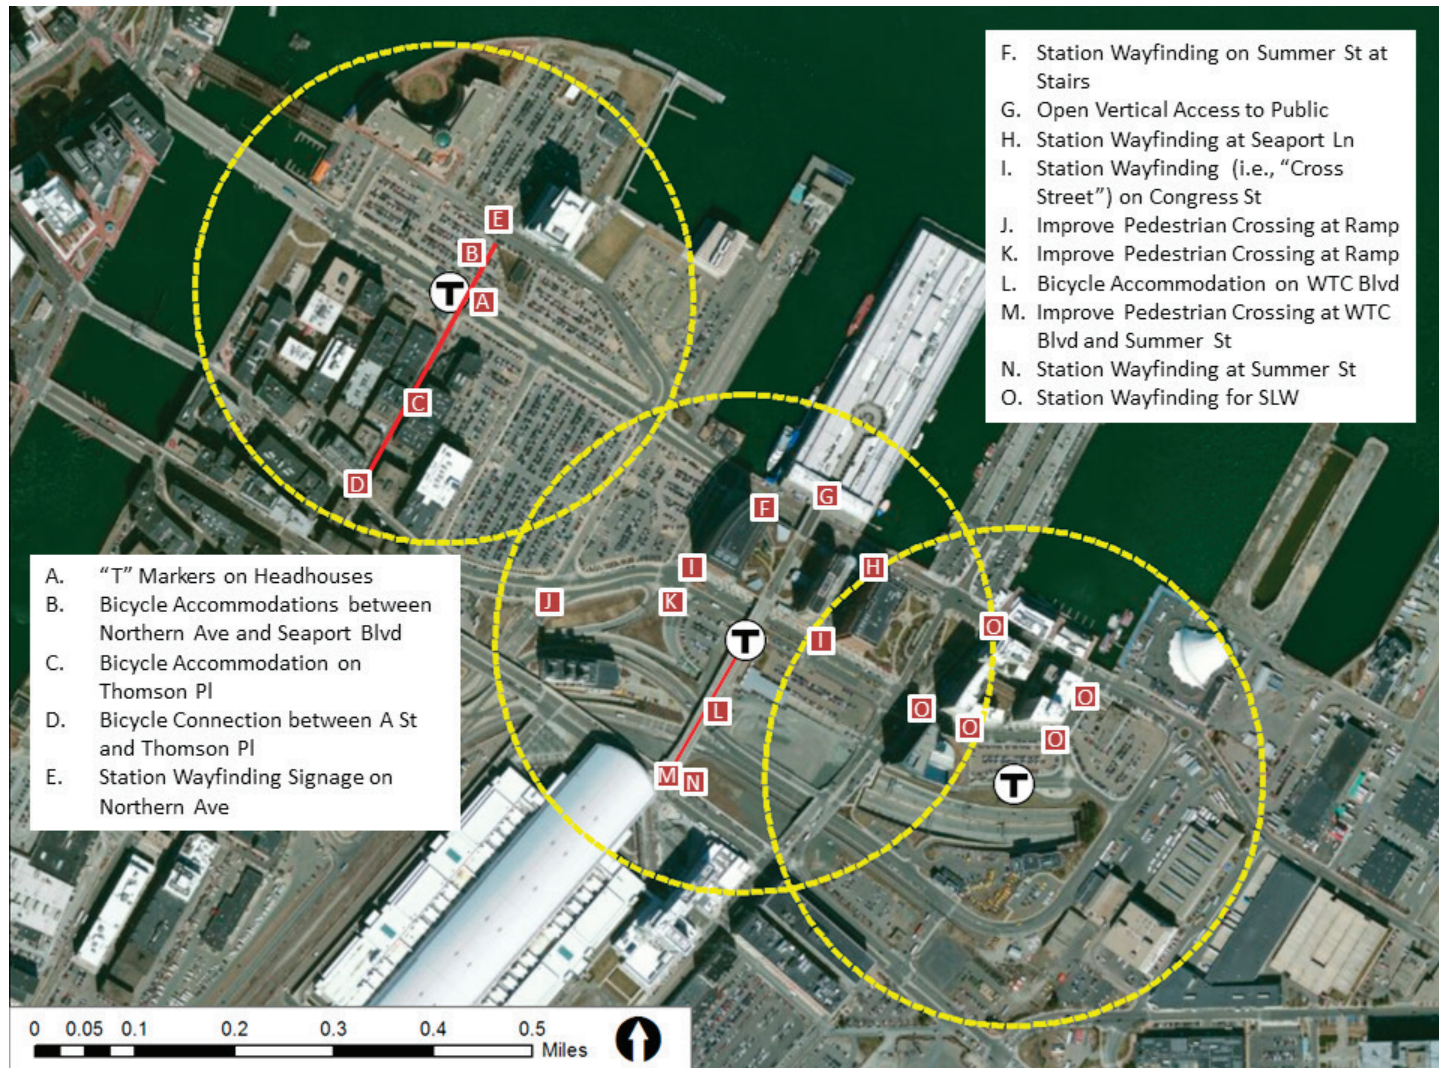 F. Station Wayfinding on Summer St at
Stairs
G. Open Vertical Access to Public
H. Station Wayfinding at Seaport Ln
I. Station Wayfinding (i.e., “Cross
Street”) on Congress St
J. Improve Pedestrian Crossing at Ramp
K. Improve Pedestrian Crossing at Ramp
L. Bicycle Accommodation on WTC Blvd
M. Improve Pedestrian Crossing at WTC
Blvd and Summer St
N. Station Wayfinding at Summer St
O. Station Wayfinding for SLW
E
B
T
A
C
D
G
F
I
H
J
K
O
T
I
O
L
O
O
O
M
N
T
A. “T” Markers on Headhouses
B. Bicycle Accommodations between
Northern Ave and Seaport Blvd
C. Bicycle Accommodation on
Thomson Pl
D. Bicycle Connection between A St
and Thomson Pl
E. Station Wayfinding Signage on
Northern Ave
0 0.05 0.1 0.2 0.3 0.4 0.5
Miles